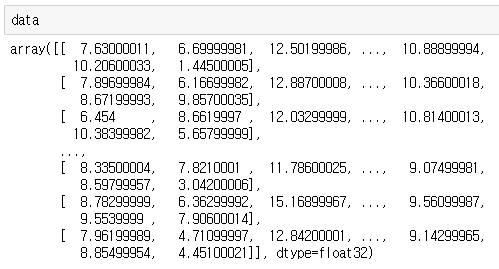 data
array([[ 7.63000011, 6.69999981, 12.50199986, ..., 10.88899994,
10.20600033, 1.44500005],
[ 7.89699984, 6.16699982, 12.88700008, ..., 10.36600018,
8.67199993, 9.85700035],
[ 6.454 , 8.6619997 , 12.03299999, ..., 10.81400013,
10.38399982, 5.65799999],
...,
[ 8.33500004, 7.8210001 , 11.78600025, ..., 9.07499981,
8.59799957, 3.04200006],
[ 8.78299999, 6.36299992, 15.16899967, ..., 9.56099987,
9.5539999 , 7.90600014],
[ 7.96199989, 4.71099997, 12.84200001, ..., 9.14299965,
8.85499954, 4.45100021]], dtype=float32)